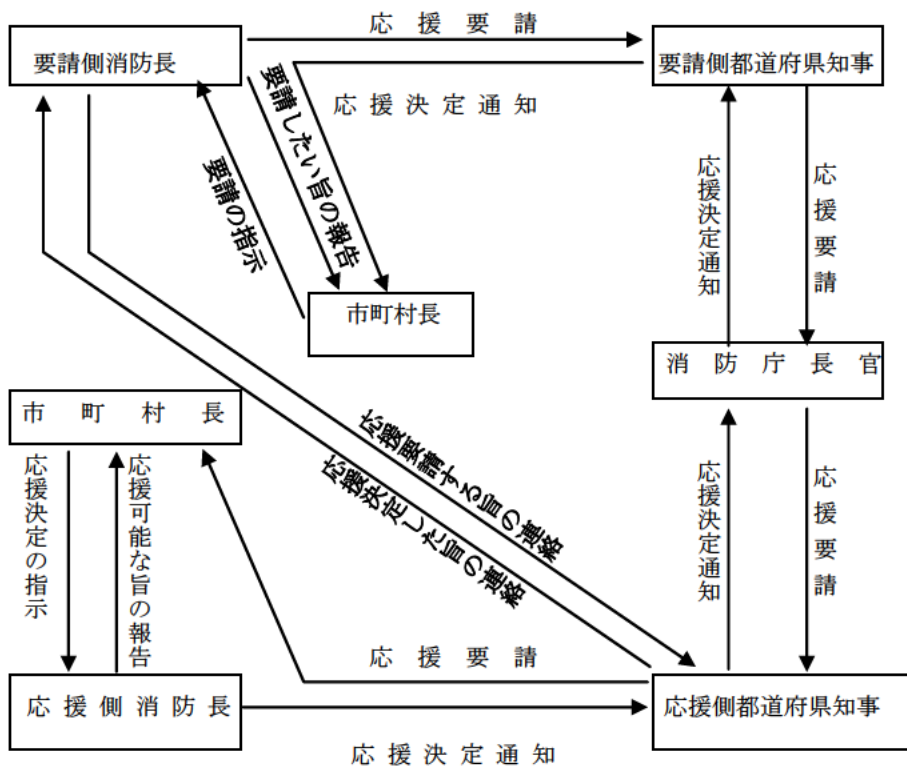 応援要請
要請側消防長
要請側都道府県知事
応援決定通知
要請したい旨の報告
要請の指示
市町村長
応援決定通知
応援要請
消防庁長官
市町村長
応援要請する旨の連絡
応援決定した旨の連絡
応援決定の指示
応援可能な旨の報告
応援決定通知
応援要請
応援要請
応援側消防長
応援側都道府県知事
応援決定通知